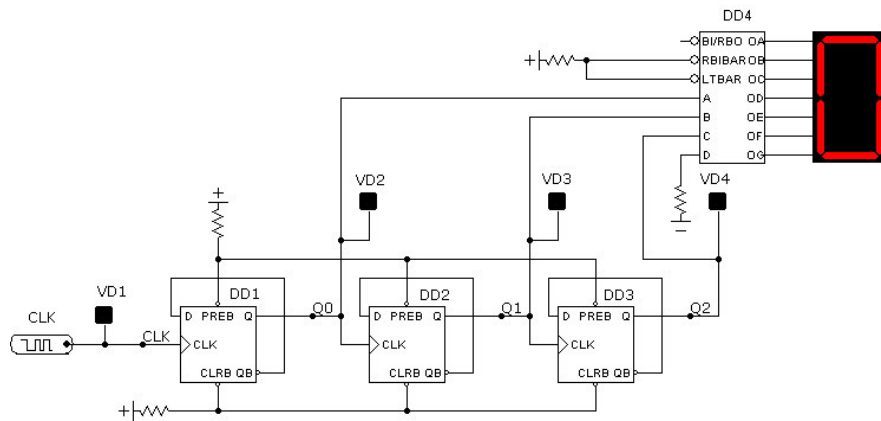 DD4
BI/RBO OA
RBIBAR OB
LTBAR OC
A OD
B OE
C OF
D OG
+
VD2
VD3
VD4
+
VD1
DD1
DD2
DD3
CLK
CLK
D PREB Q
Q0
D PREB Q
Q1
D PREB Q
Q2
CLK
CLK
CLK
CLRB QB
CLRB QB
CLRB QB
+